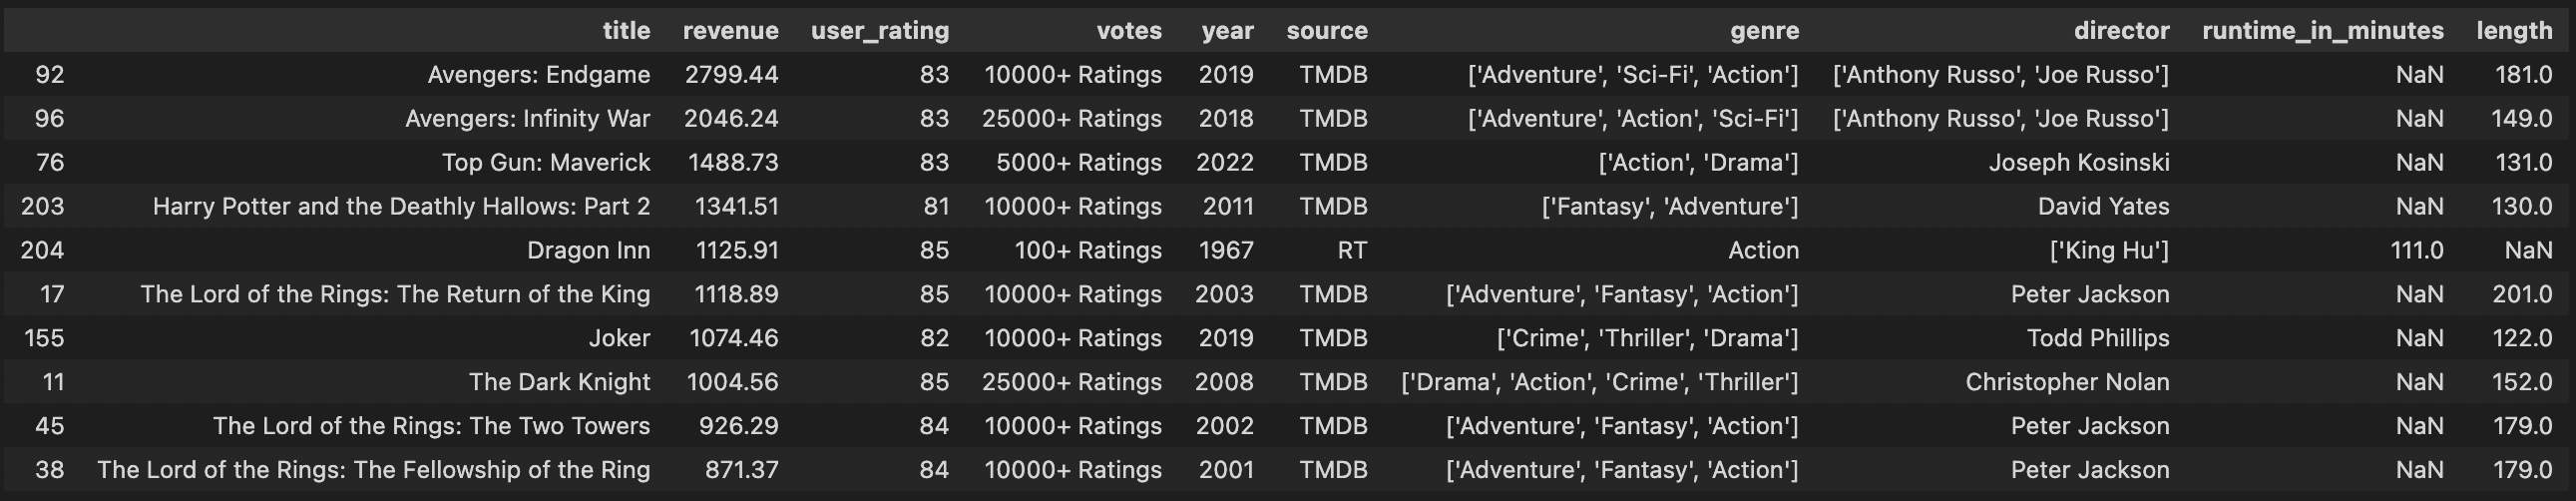 title revenue user_rating votes year source genre director runtime_in_minutes length
92 Avengers: Endgame 2799.44 83 10000+ Ratings 2019 TMDB ['Adventure', 'Sci-Fi', 'Action'] ['Anthony Russo', 'Joe Russo'] NaN 181.0
96 Avengers: Infinity War 2046.24 83 25000+ Ratings 2018 TMDB ['Adventure', 'Action', 'Sci-Fi'] ['Anthony Russo', 'Joe Russo'] NaN 149.0
76 Top Gun: Maverick 1488.73 83 5000+ Ratings 2022 TMDB ['Action', 'Drama'] Joseph Kosinski NaN 131.0
203 Harry Potter and the Deathly Hallows: Part 2 1341.51 81 10000+ Ratings 2011 TMDB ['Fantasy', 'Adventure'] David Yates NaN 130.0
204 Dragon Inn 1125.91 85 100+ Ratings 1967 RT Action ['King Hu'] 111.0 NaN
17 The Lord of the Rings: The Return of the King 1118.89 85 10000+ Ratings 2003 TMDB ['Adventure', 'Fantasy', 'Action'] Peter Jackson NaN 201.0
155 Joker 1074.46 82 10000+ Ratings 2019 TMDB ['Crime', 'Thriller', 'Drama'] Todd Phillips NaN 122.0
11 The Dark Knight 1004.56 85 25000+ Ratings 2008 TMDB ['Drama', 'Action', 'Crime', 'Thriller'] Christopher Nolan NaN 152.0
45 The Lord of the Rings: The Two Towers 926.29 84 10000+ Ratings 2002 TMDB ['Adventure', 'Fantasy', 'Action'] Peter Jackson NaN 179.0
38 The Lord of the Rings: The Fellowship of the Ring 871.37 84 10000+ Ratings 2001 TMDB ['Adventure', 'Fantasy', 'Action'] Peter Jackson NaN 179.0